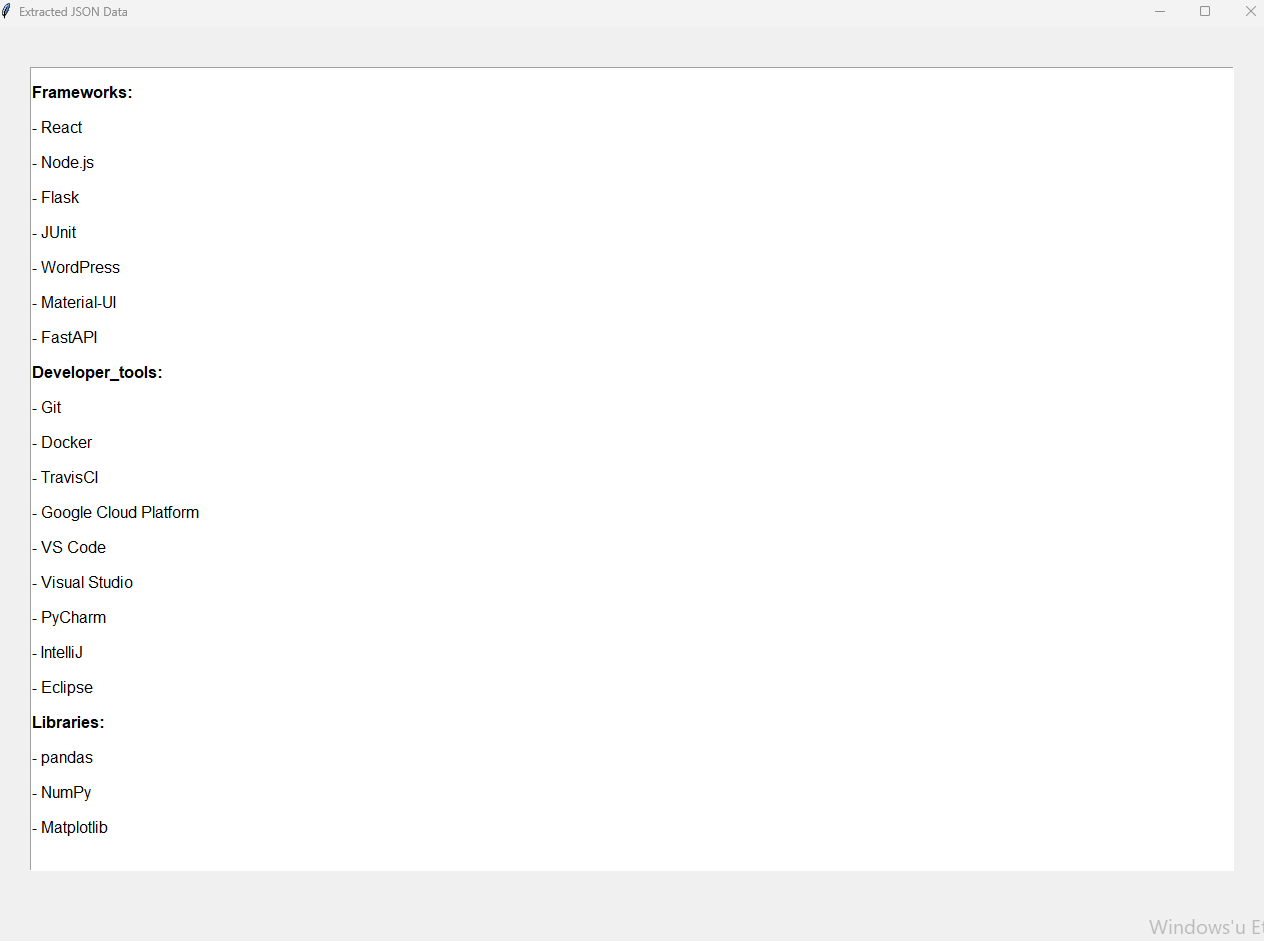 Extracted JSON Data
Frameworks:
- React
- Node.js
- Flask
- JUnit
- WordPress
- Material-UI
- FastAPI
Developer_tools:
- Git
- Docker
- TravisCI
- Google Cloud Platform
- VS Code
- Visual Studio
- PyCharm
- IntelliJ
- Eclipse
Libraries:
- pandas
- NumPy
- Matplotlib
Windows'u